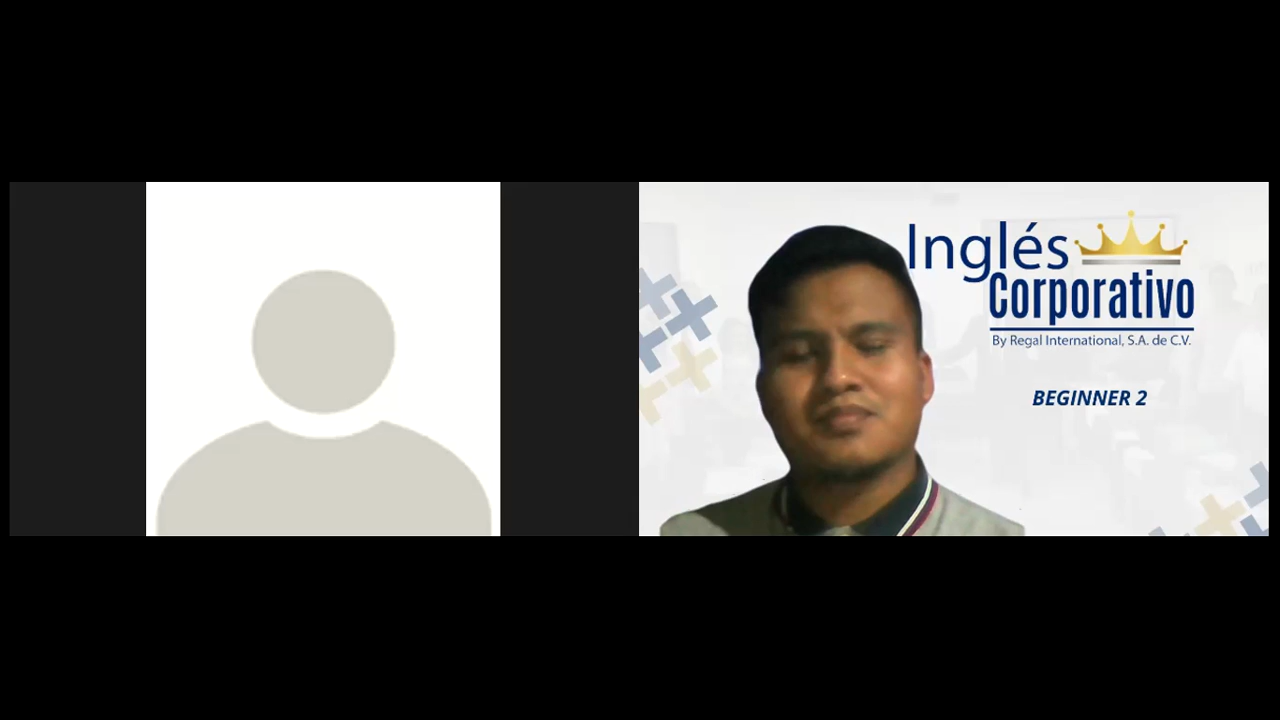 Inglés
Corporativo
By Regal International, S.A. de C.V.
BEGINNER 2